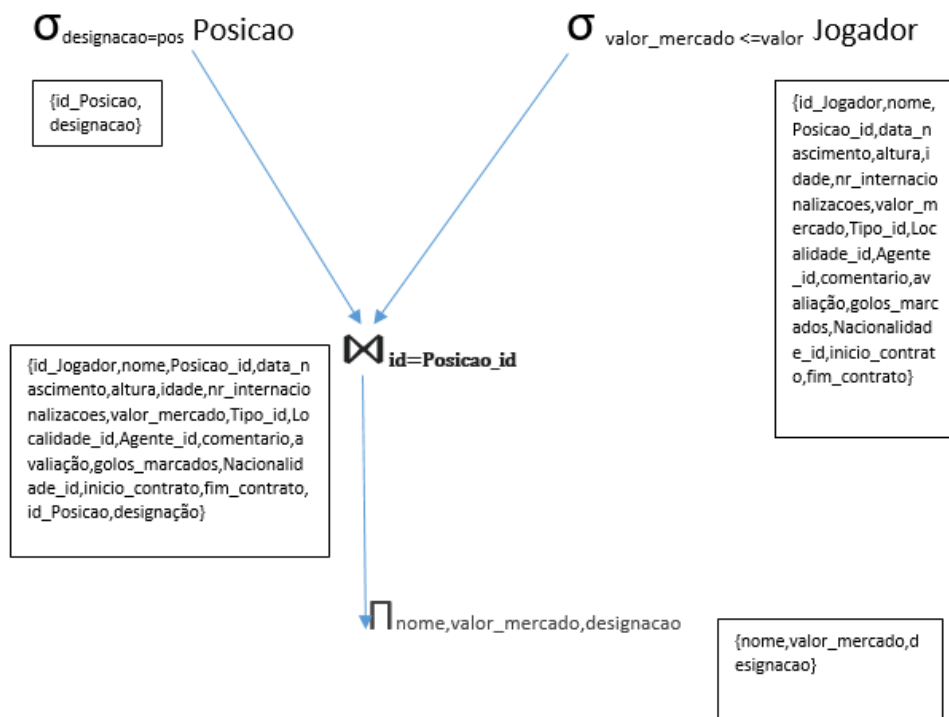 σ designacao=pos Posicao
σ valor_mercado <=valor Jogador
{id_Posicao,
designacao}
{id_Jogador,nome,
Posicao_id,data_n
ascimento,altura,i
dade,nr_internacio
nalizacoes,valor_m
ercado,Tipo_id,Loc
alidade_id,Agente
_id,comentario,av
aliação,golos_marc
ados,Nacionalidad
e_id,inicio_contrat
o,fim_contrato}
⋈ id=Posicao_id
{id_Jogador,nome,Posicao_id,data_n
ascimento,altura,idade,nr_internacio
nalizacoes,valor_mercado,Tipo_id,Lo
calidade_id,Agente_id,comentario,a
valiação,golos_marcados,Nacionalid
ade_id,inicio_contrato,fim_contrato,
id_Posicao,designação}
∏ nome,valor_mercado,designacao
{nome,valor_mercado,d
esignacao}